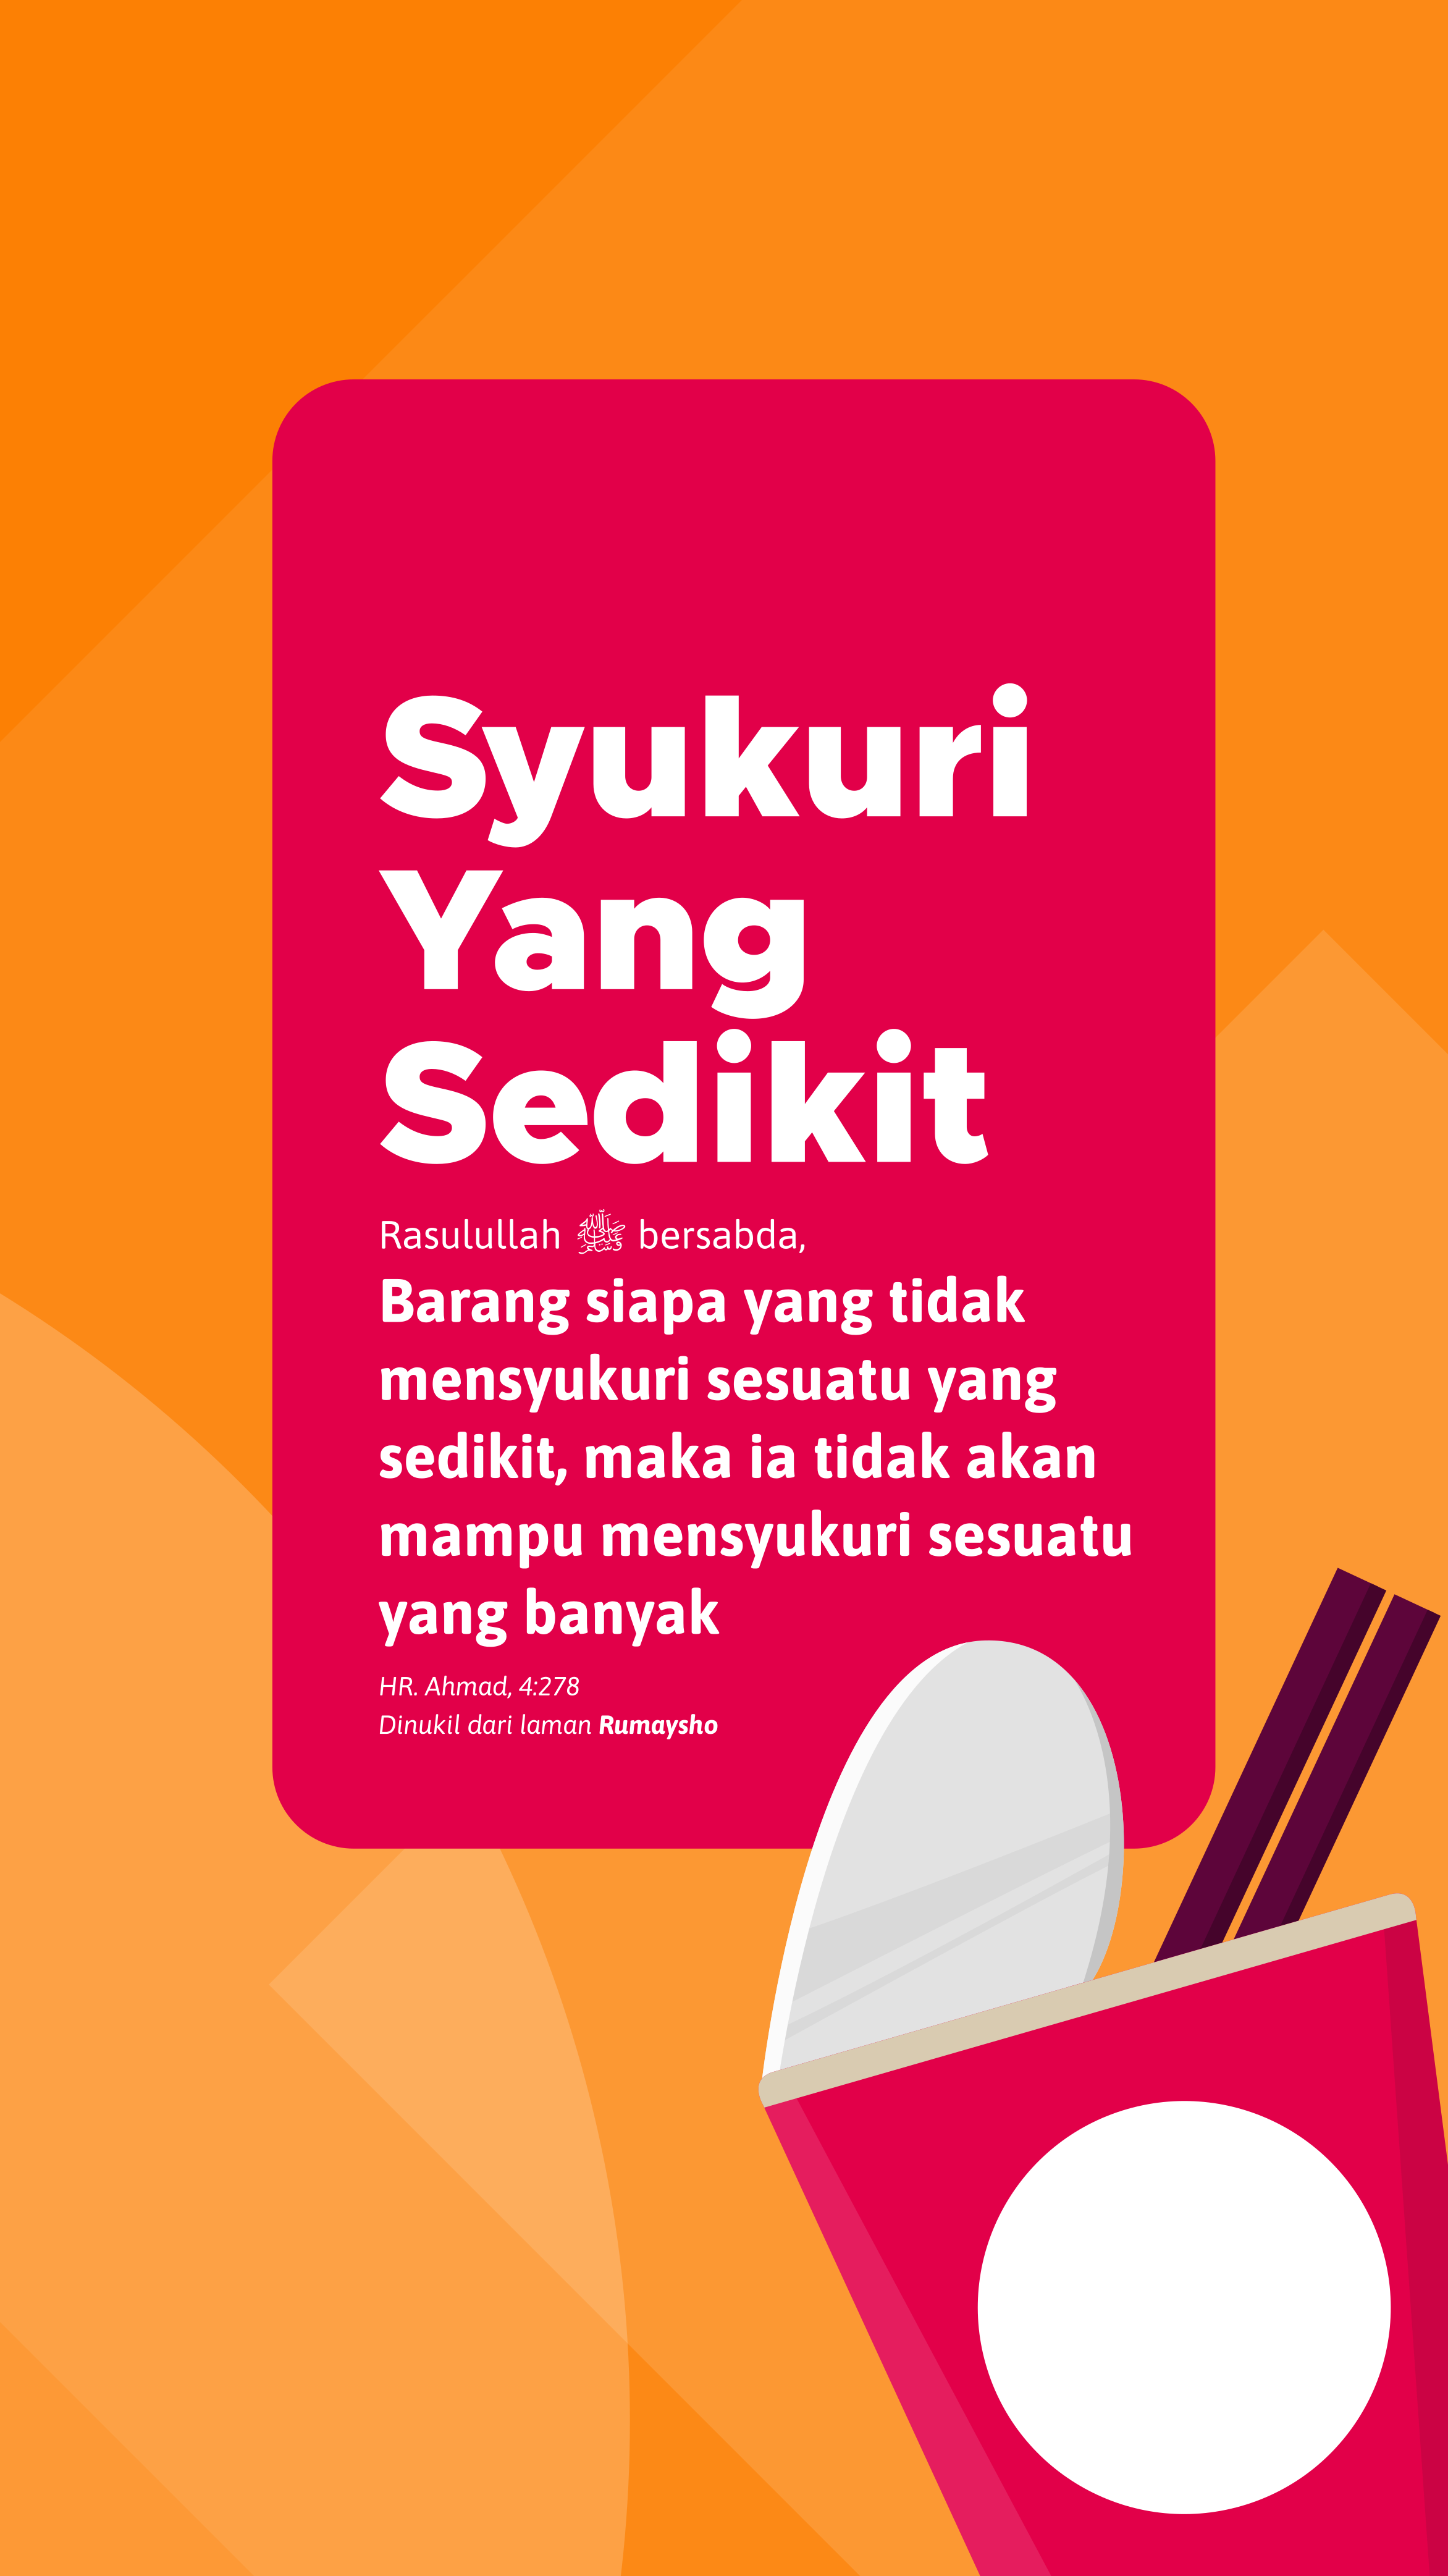 Syukuri
Yang
Sedikit
Rasulullah ﷺ bersabda,
Barang siapa yang tidak
mensyukuri sesuatu yang
sedikit, maka ia tidak akan
mampu mensyukuri sesuatu
yang banyak
HR. Ahmad, 4:278
Dinukil dari laman Rumaysho